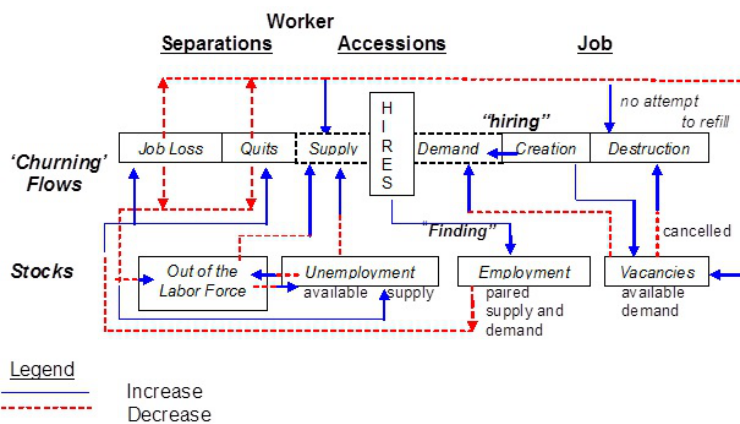 Worker
Separations Accessions Job
HIRES
"hiring"
no attempt
to refill
'Churning'
Flows
Job Loss Quits Supply Demand Creation Destruction
"Finding"
cancelled
Stocks
Out of the
Labor Force
Unemployment
available supply
Employment
paired
supply and
demand
Vacancies
available
demand
Legend
Increase
Decrease